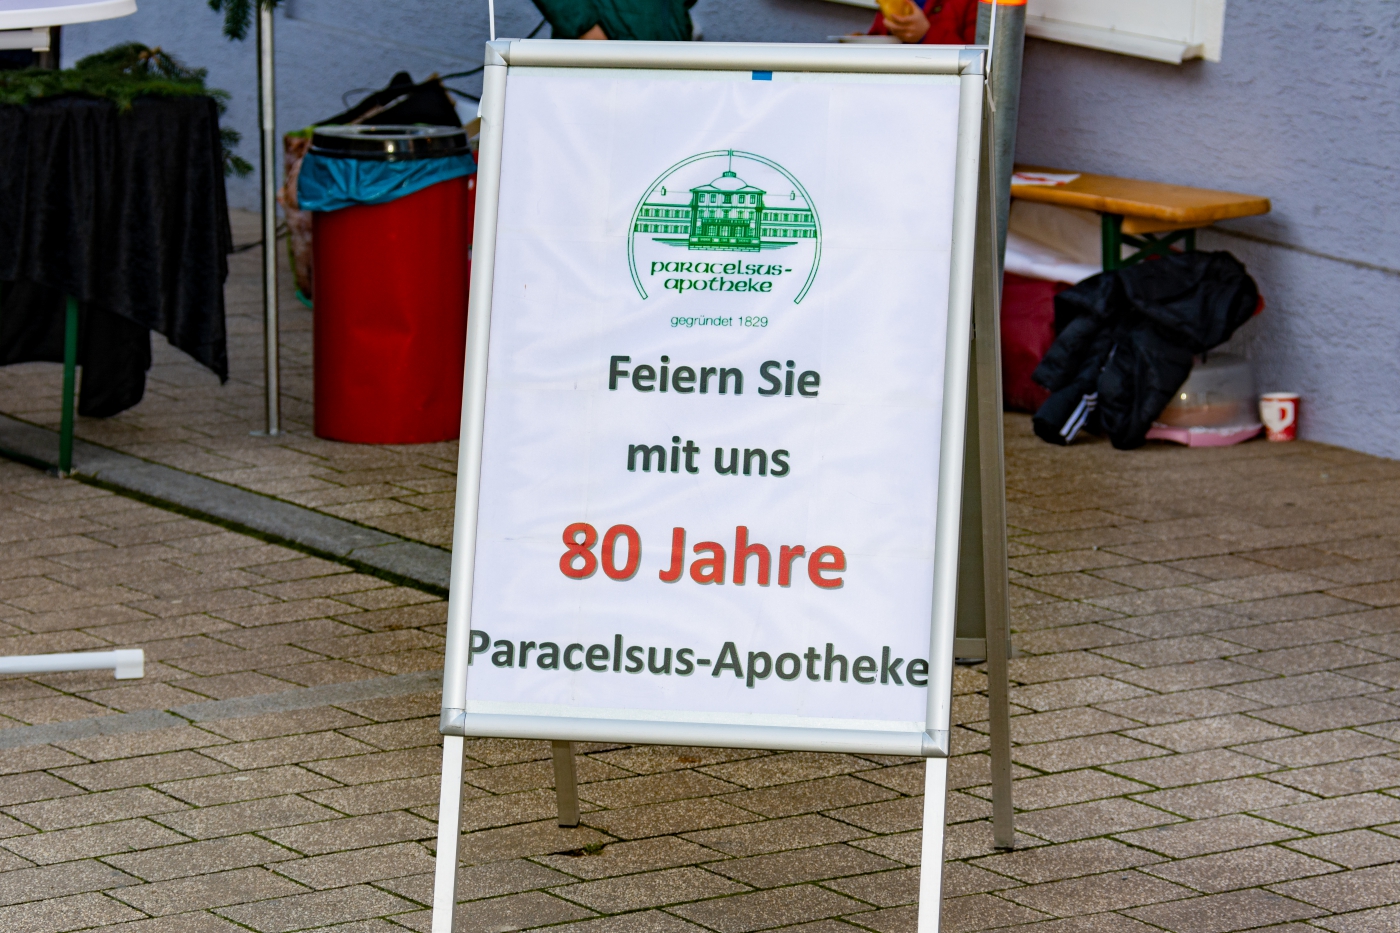 paracelsus-
apotheke
gegründet 1829
Feiern Sie
mit uns
80 Jahre
Paracelsus-Apotheke